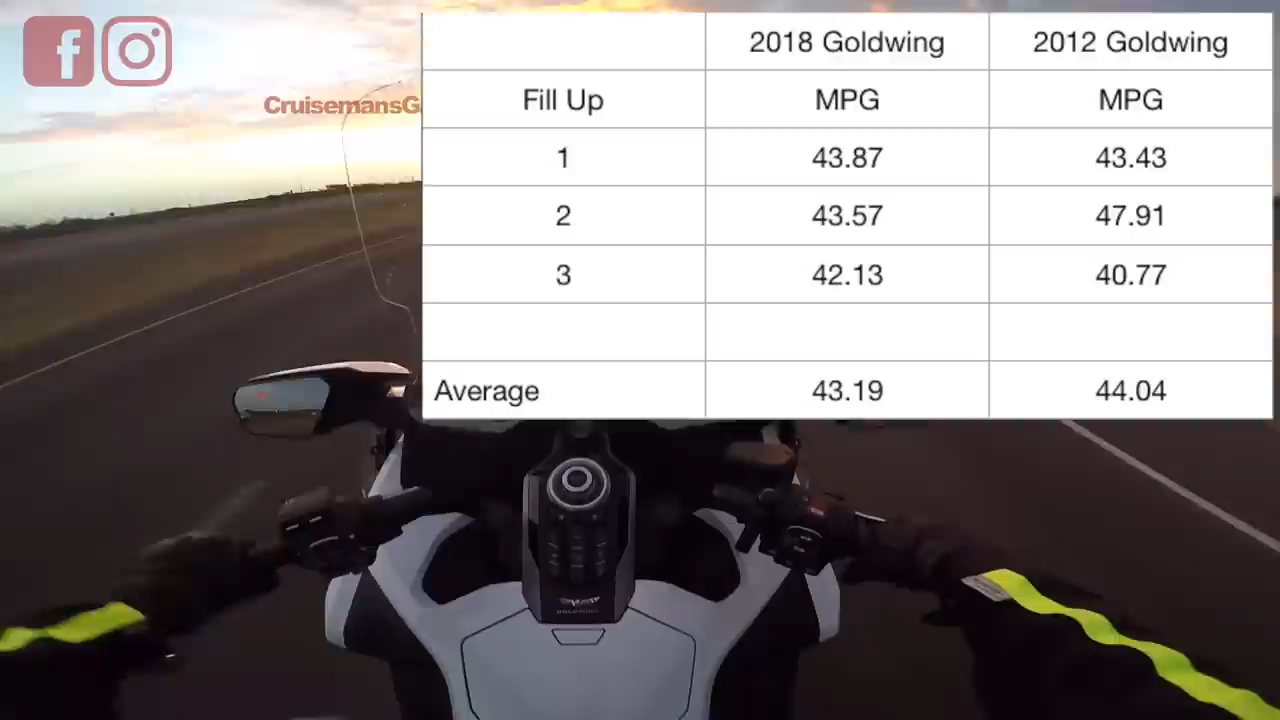 CruisemansG
2018 Goldwing 2012 Goldwing
Fill Up MPG MPG
1 43.87 43.43
2 43.57 47.91
3 42.13 40.77
Average 43.19 44.04